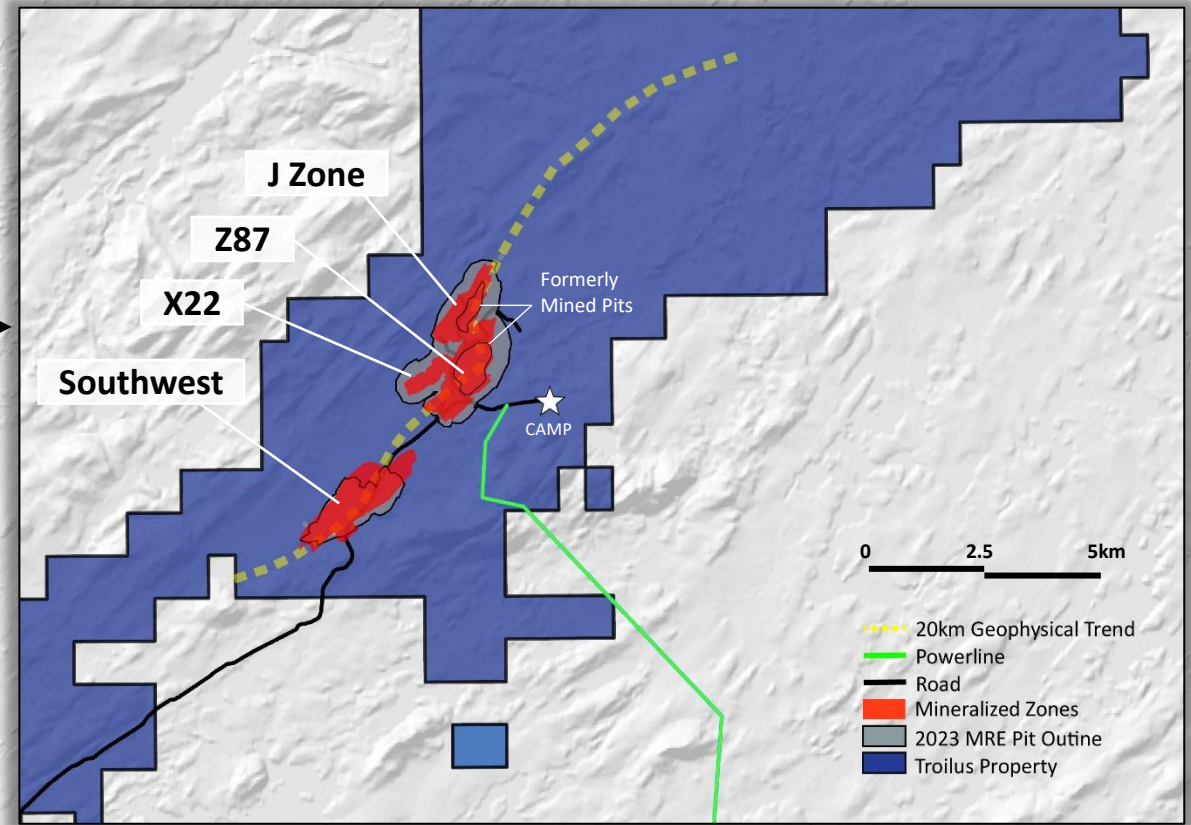 J Zone
Z87
X22
Southwest
Formerly
Mined Pits
CAMP
0 2.5 5km
20km Geophysical Trend
Powerline
Road
Mineralized Zones
2023 MRE Pit Outine
Troilus Property